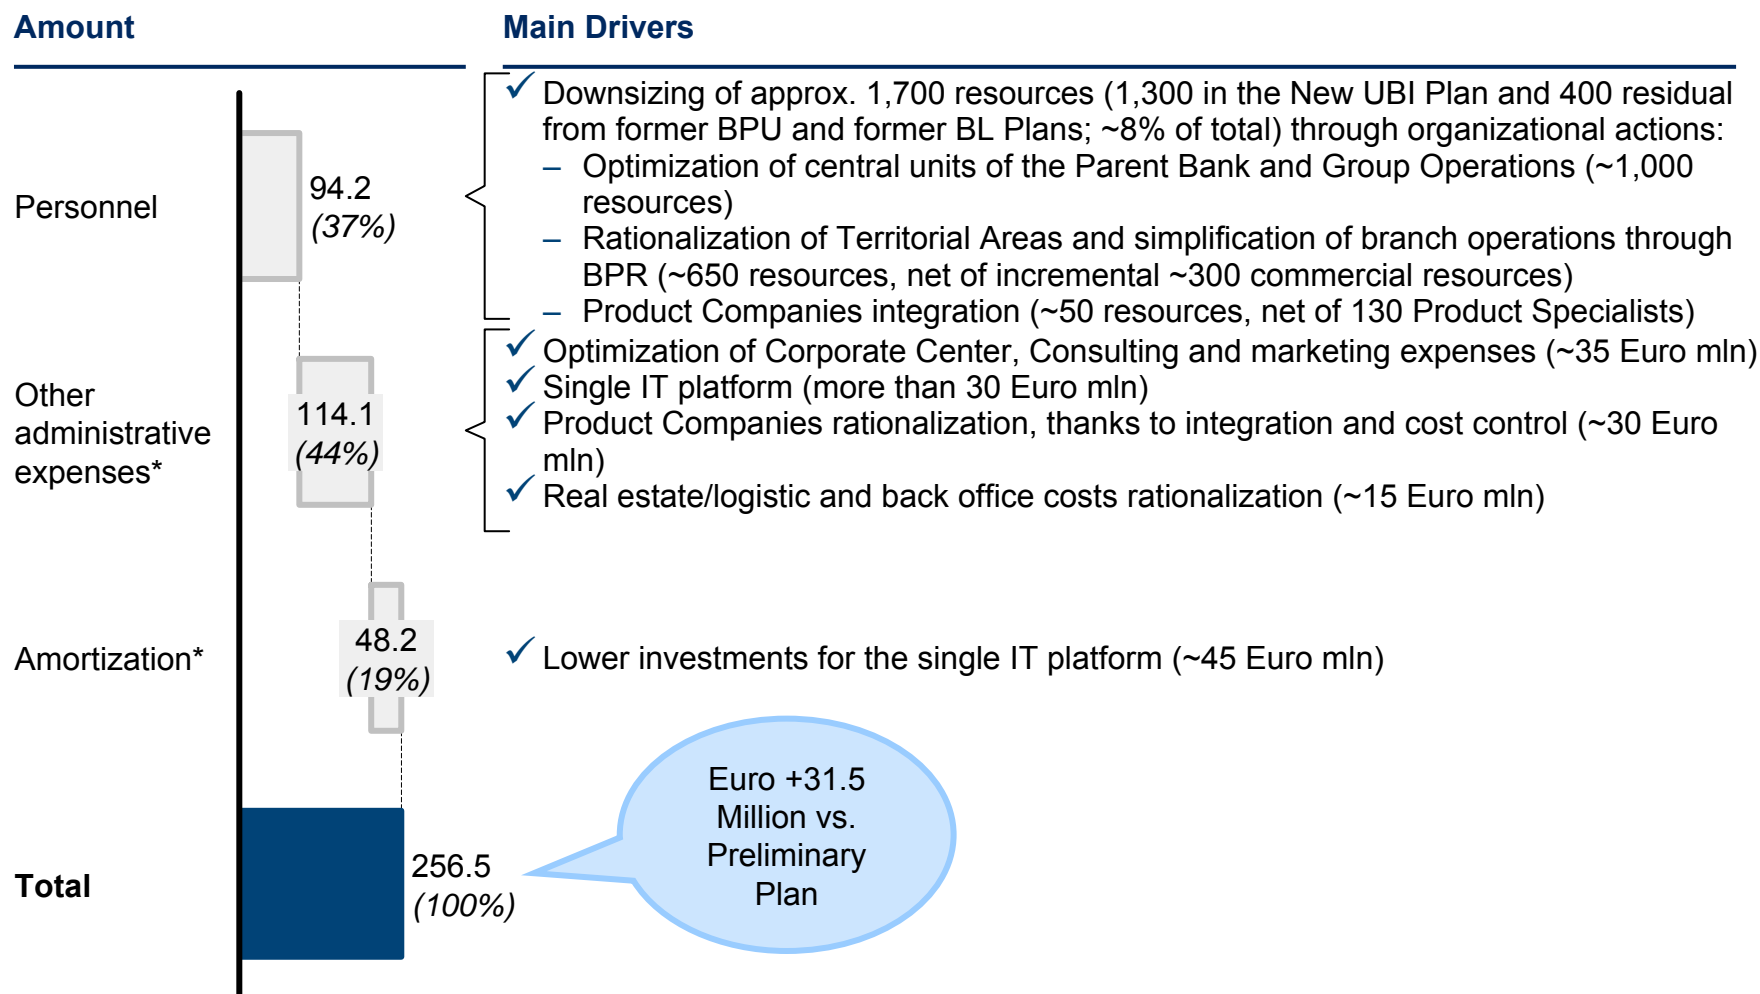 Amount
Main Drivers
Personnel
94.2
(37%)
✓ Downsizing of approx. 1,700 resources (1,300 in the New UBI Plan and 400 residual
from former BPU and former BL Plans; ~8% of total) through organizational actions:
– Optimization of central units of the Parent Bank and Group Operations (~1,000
resources)
– Rationalization of Territorial Areas and simplification of branch operations through
BPR (~650 resources, net of incremental ~300 commercial resources)
– Product Companies integration (~50 resources, net of 130 Product Specialists)
Other
administrative
expenses*
114.1
(44%)
✓ Optimization of Corporate Center, Consulting and marketing expenses (~35 Euro mln)
✓ Single IT platform (more than 30 Euro mln)
✓ Product Companies rationalization, thanks to integration and cost control (~30 Euro
mln)
✓ Real estate/logistic and back office costs rationalization (~15 Euro mln)
Amortization*
48.2
(19%)
✓ Lower investments for the single IT platform (~45 Euro mln)
Total
256.5
(100%)
Euro +31.5
Million vs.
Preliminary
Plan